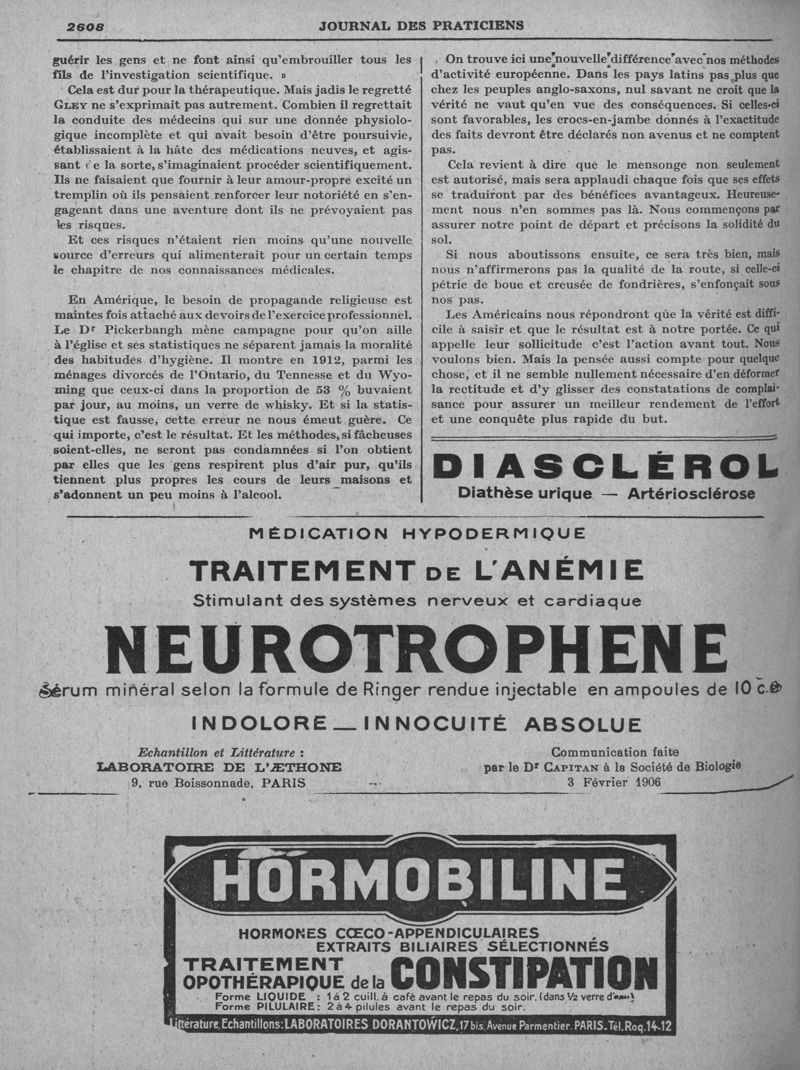 2608
JOURNAL DES PRATICIENS
guérir les gens et ne font ainsi qu'embrouiller tous les
fils de l'investigation scientifique. »
Cela est dur pour la thérapeutique. Mais jadis le regretté
GLEY ne s'exprimait pas autrement. Combien il regrettait
la conduite des médecins qui sur une donnée physiolo-
gique incomplète et qui avait besoin d'être poursuivie,
établissaient à la hâte des médications neuves, et agis-
sant de la sorte, s'imaginaient procéder scientifiquement.
Ils ne faisaient que fournir à leur amour-propre excité un
tremplin où ils pensaient renforcer leur notoriété en s'en-
gageant dans une aventure dont ils ne prévoyaient pas
les risques.
Et ces risques n'étaient rien moins qu'une nouvelle
source d'erreurs qui alimenterait pour un certain temps
le chapitre de nos connaissances médicales.
En Amérique, le besoin de propagande religieuse est
maintes fois attaché aux devoirs de l'exercice professionnel.
Le Dr Pickerbangh mène campagne pour qu'on aille
à l'église et ses statistiques ne séparent jamais la moralité
des habitudes d'hygiène. Il montre en 1912, parmi les
ménages divorcés de l'Ontario, du Tennesse et du Wyo-
ming que ceux-ci dans la proportion de 53 % buvaient
par jour, au moins, un verre de whisky. Et si la statis-
tique est fausse, cette erreur ne nous émeut guère. Ce
qui importe, c'est le résultat. Et les méthodes, si fâcheuses
soient-elles, ne seront pas condamnées si l'on obtient
par elles que les gens respirent plus d'air pur, qu'ils
tiennent plus propres les cours de leurs maisons et
s'adonnent un peu moins à l'alcool.
On trouve ici une nouvelle différence avec nos méthodes
d'activité européenne. Dans les pays latins pas plus que
chez les peuples anglo-saxons, nul savant ne croit que la
vérité ne vaut qu'en vue des conséquences. Si celles-ci
sont favorables, les crocs-en-jambe donnés à l'exactitude
des faits devront être déclarés non avenus et ne comptent
pas.
Cela revient à dire que le mensonge non seulement
est autorisé, mais sera applaudi chaque fois que ses effets
se traduiront par des bénéfices avantageux. Heureuse-
ment nous n'en sommes pas là. Nous commençons par
assurer notre point de départ et précisons la solidité du
sol.
Si nous aboutissons ensuite, ce sera très bien, mais
nous n'affirmerons pas la qualité de la route, si celle-ci
pétrie de boue et creusée de fondrières, s'enfonçait sous
nos pas.
Les Américains nous répondront que la vérité est diffi-
cile à saisir et que le résultat est à notre portée. Ce qui
appelle leur sollicitude c'est l'action avant tout. Nous
voulons bien. Mais la pensée aussi compte pour quelque
chose, et il ne semble nullement nécessaire d'en déformer
la rectitude et d'y glisser des constatations de complai-
sance pour assurer un meilleur rendement de l'effort
et une conquête plus rapide du but.
DIASCLÉROL
Diathèse urique — Artériosclérose
MÉDICATION HYPODERMIQUE
TRAITEMENT DE L'ANÉMIE
Stimulant des systèmes nerveux et cardiaque
NEUROTROPHENE
Sérum minéral selon la formule de Ringer rendue injectable en ampoules de 10 c.c.
INDOLORE — INNOCUITÉ ABSOLUE
Echantillon et Littérature :
LABORATOIRE DE L'ÆTHONE
9, rue Boissonnade, PARIS
Communication faite
par le Dr CAPITAN à la Société de Biologie
3 Février 1906
HORMOBILINE
HORMONES CŒCO-APPENDICULAIRES
EXTRAITS BILIAIRES SÉLECTIONNÉS
TRAITEMENT
OPOTHÉRAPIQUE de la CONSTIPATION
Forme LIQUIDE : 1 à 2 cuill. à café avant le repas du soir. (dans 1/2 verre d'eau)
Forme PILULAIRE : 2 à 4 pilules avant le repas du soir.
Littérature, Echantillons: LABORATOIRES DORANTOWICZ, 17 bis, Avenue Parmentier. PARIS_Tél. Roq. 14-12